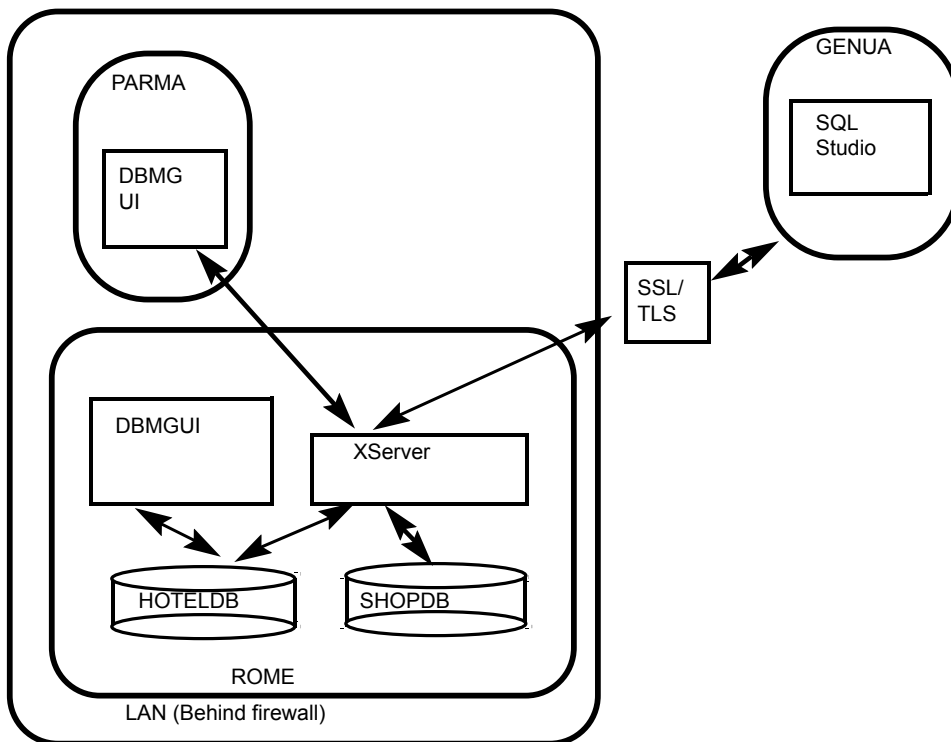 GENUA
PARMA
SQL
Studio
DBMG
UI
SSL/
TLS
DBMGUI
XServer
HOTELDB
SHOPDB
ROME
LAN (Behind firewall)